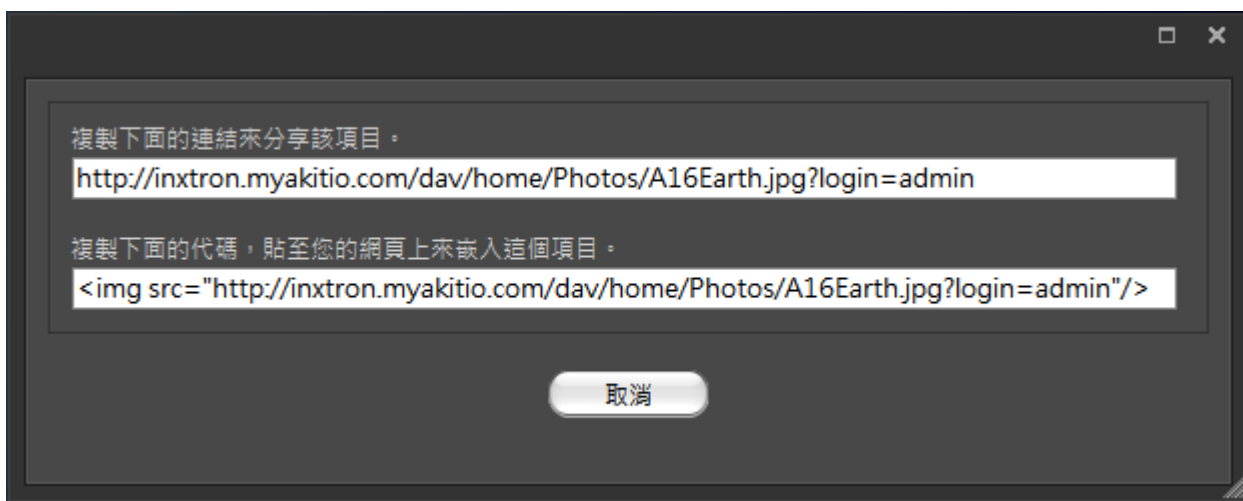 複製下面的連結來分享該項目。
http://inxtron.myakitio.com/dav/home/Photos/A16Earth.jpg?login=admin
複製下面的代碼，貼至您的網頁上來嵌入這個項目。
<img src="http://inxtron.myakitio.com/dav/home/Photos/A16Earth.jpg?login=admin"/>
取消